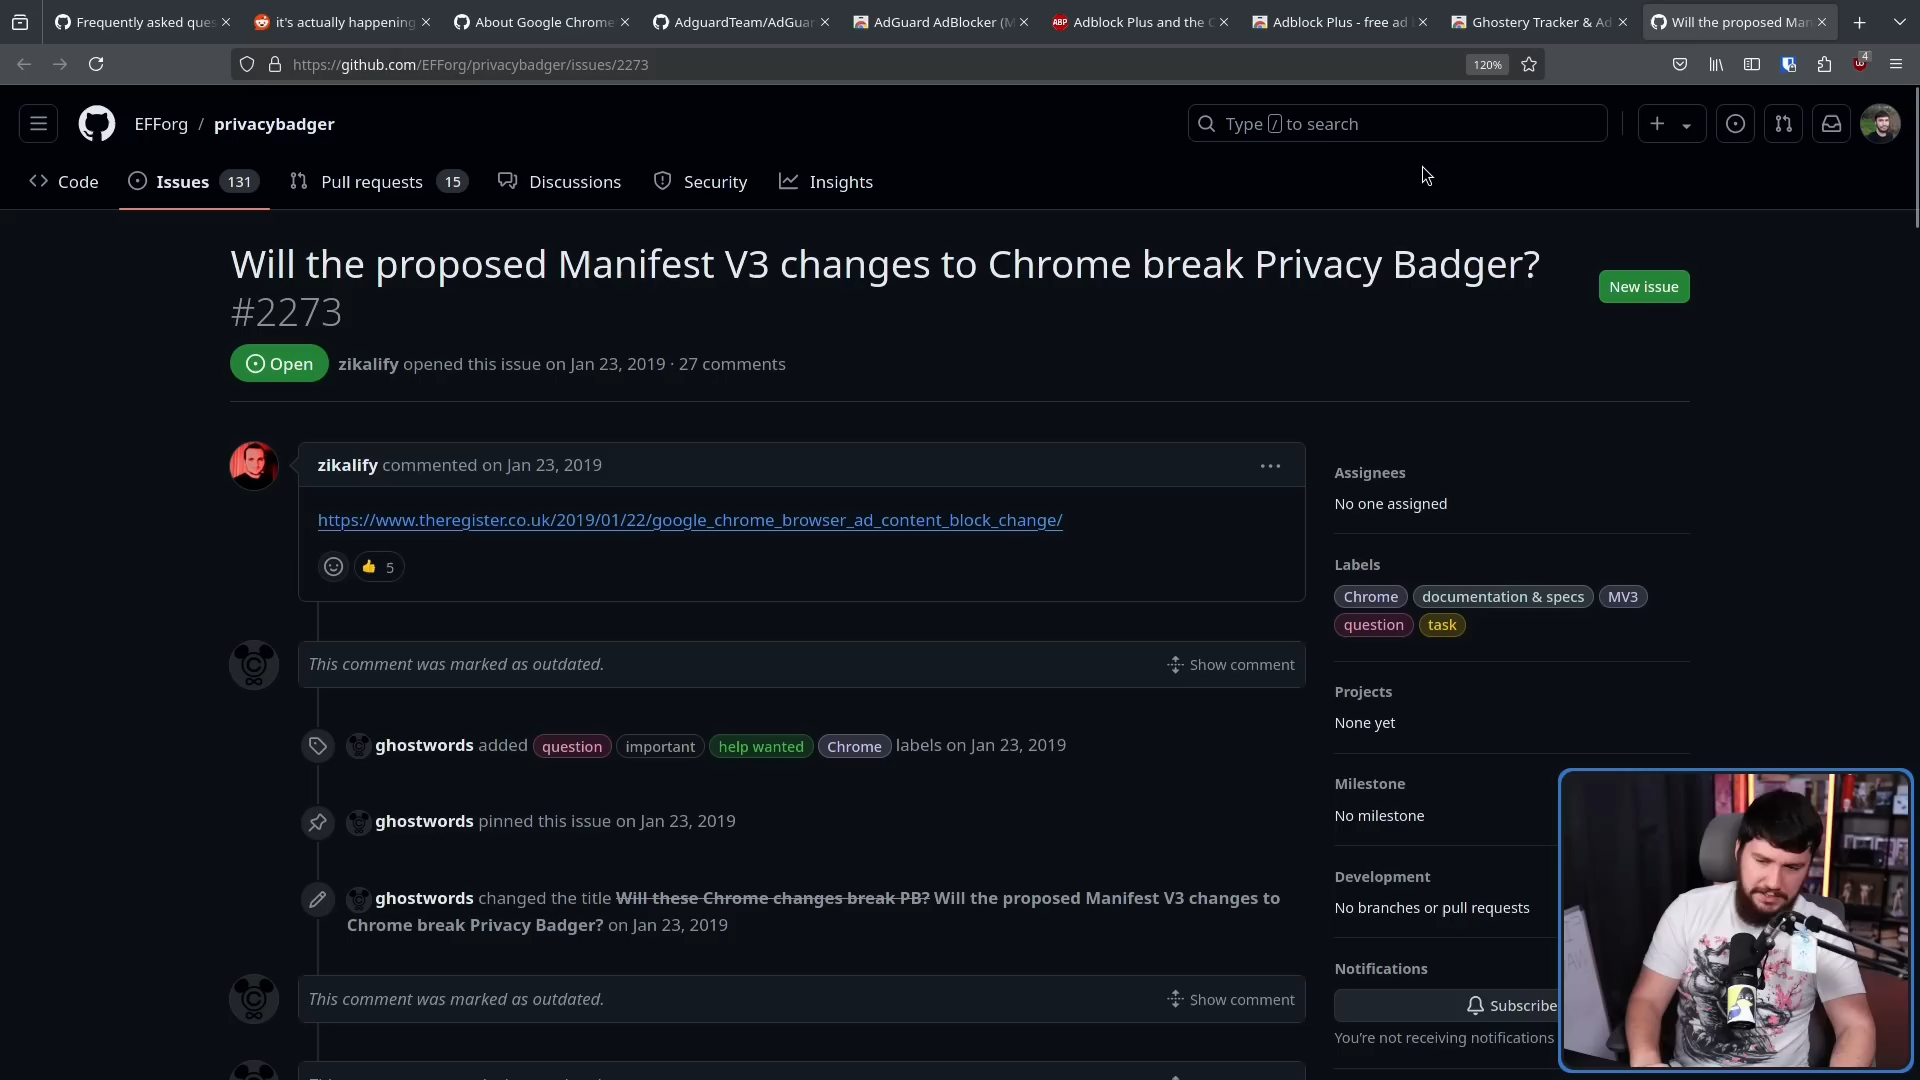 Frequently asked ques
it's actually happening
About Google Chrome
AdguardTeam/AdGuar
AdGuard AdBlocker (M
Adblock Plus and the C
Adblock Plus - free ad
Ghostery Tracker & Ad
Will the proposed Man
https://github.com/EFForg/privacybadger/issues/2273
120%
4
EFForg / privacybadger
Type / to search
Code
Issues 131
Pull requests 15
Discussions
Security
Insights
Will the proposed Manifest V3 changes to Chrome break Privacy Badger?
#2273
New issue
Open
zikalify opened this issue on Jan 23, 2019 · 27 comments
zikalify commented on Jan 23, 2019
https://www.theregister.co.uk/2019/01/22/google_chrome_browser_ad_content_block_change/
👍 5
This comment was marked as outdated.
Show comment
ghostwords added question important help wanted Chrome labels on Jan 23, 2019
ghostwords pinned this issue on Jan 23, 2019
ghostwords changed the title Will these Chrome changes break PB? Will the proposed Manifest V3 changes to
Chrome break Privacy Badger? on Jan 23, 2019
This comment was marked as outdated.
Show comment
Assignees
No one assigned
Labels
Chrome documentation & specs MV3
question task
Projects
None yet
Milestone
No milestone
Development
No branches or pull requests
Notifications
Subscribe
You're not receiving notifications